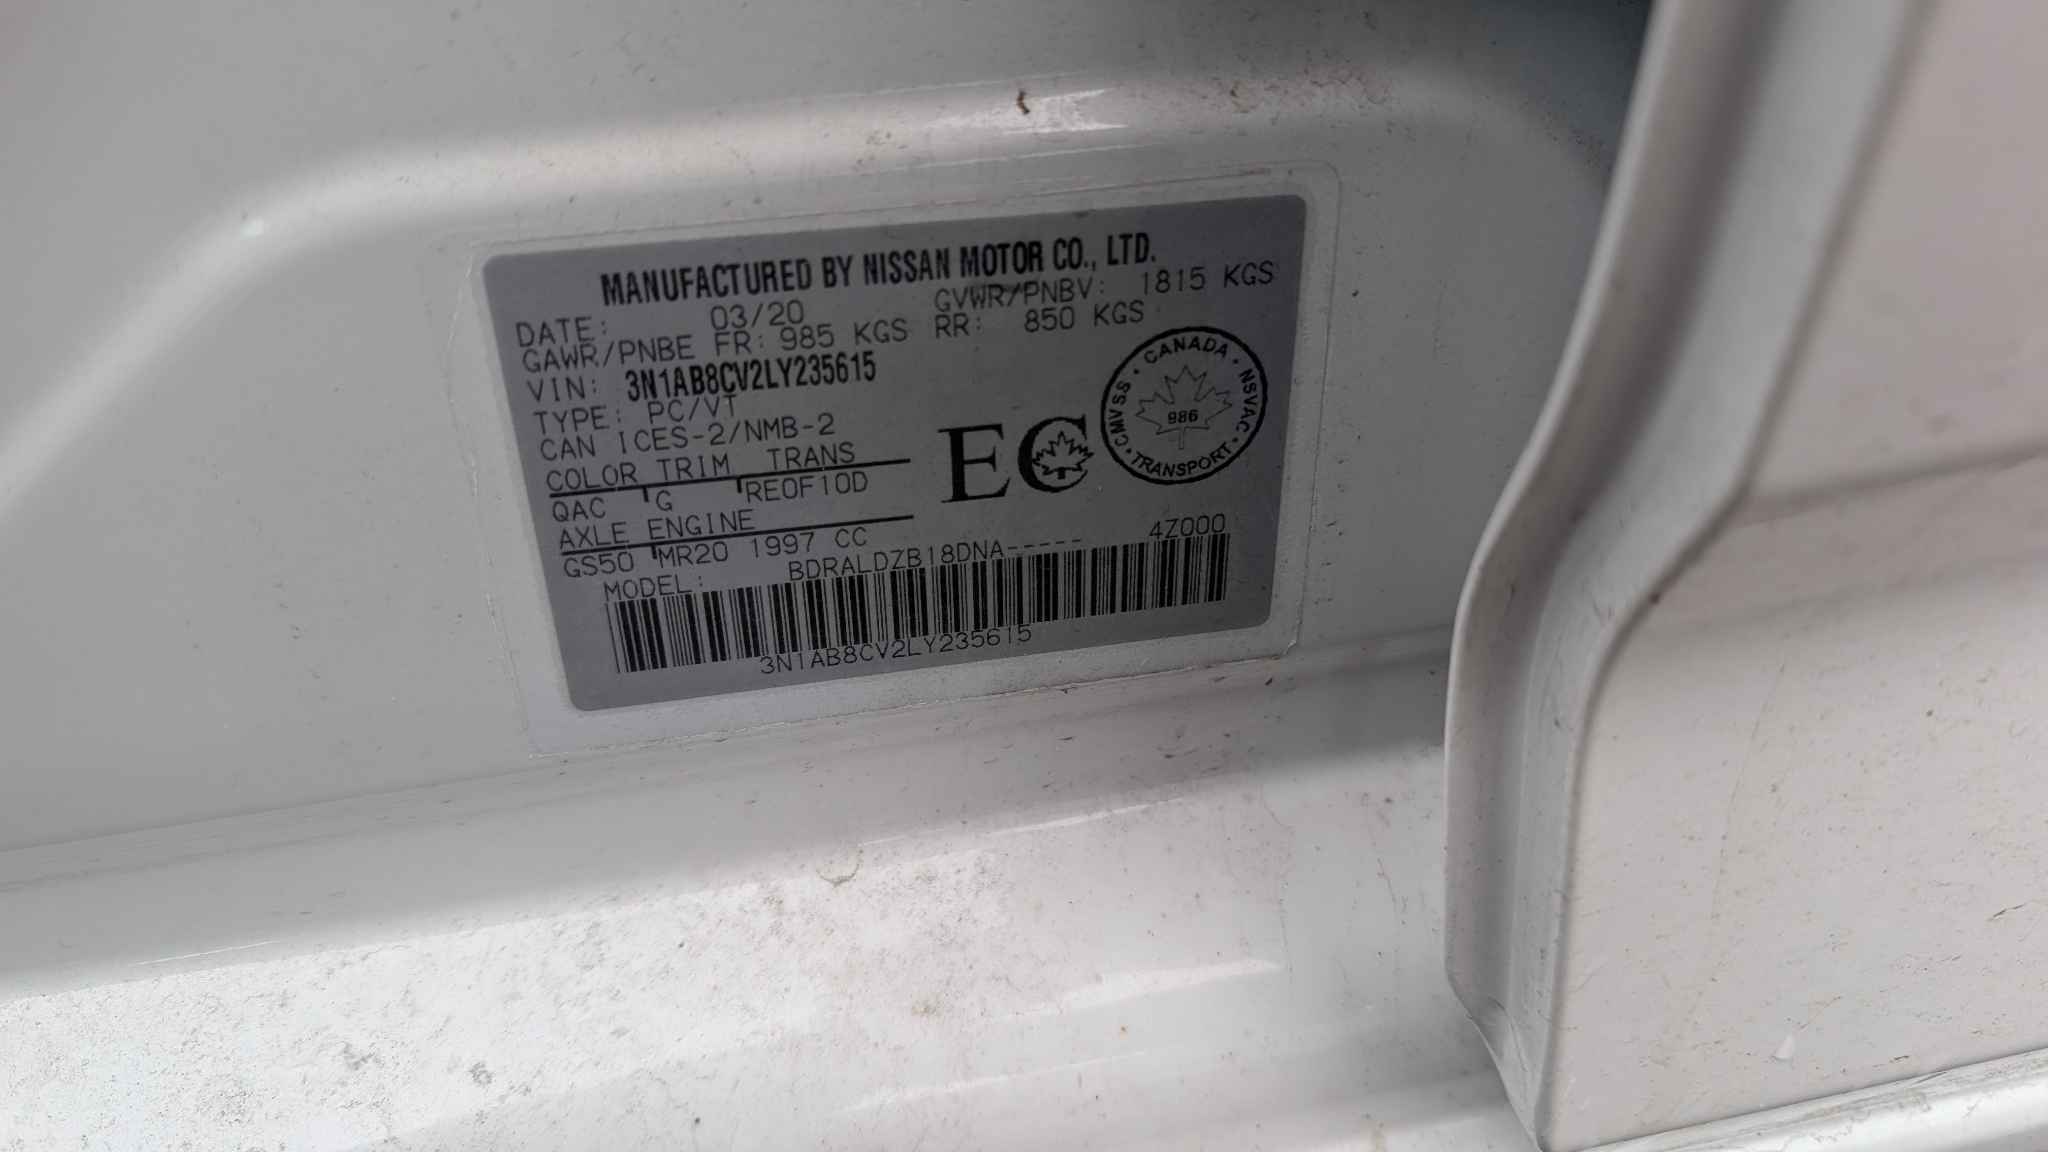 MANUFACTURED BY NISSAN MOTOR CO., LTD.
DATE: 03/20 GVWR/PNBV: 1815 KGS
GAWR/PNBE FR: 985 KGS RR: 850 KGS
VIN: 3N1AB8CV2LY235615
TYPE: PC/VT
CAN ICES-2/NMB-2
COLOR TRIM TRANS
QAC G RE0F10D
AXLE ENGINE
GS50 MR20 1997 CC
MODEL: BDRALDZB18DNA----- 4Z000
3N1AB8CV2LY235615
EC
CANADA
CMVSS
NSVAC
TRANSPORT
986